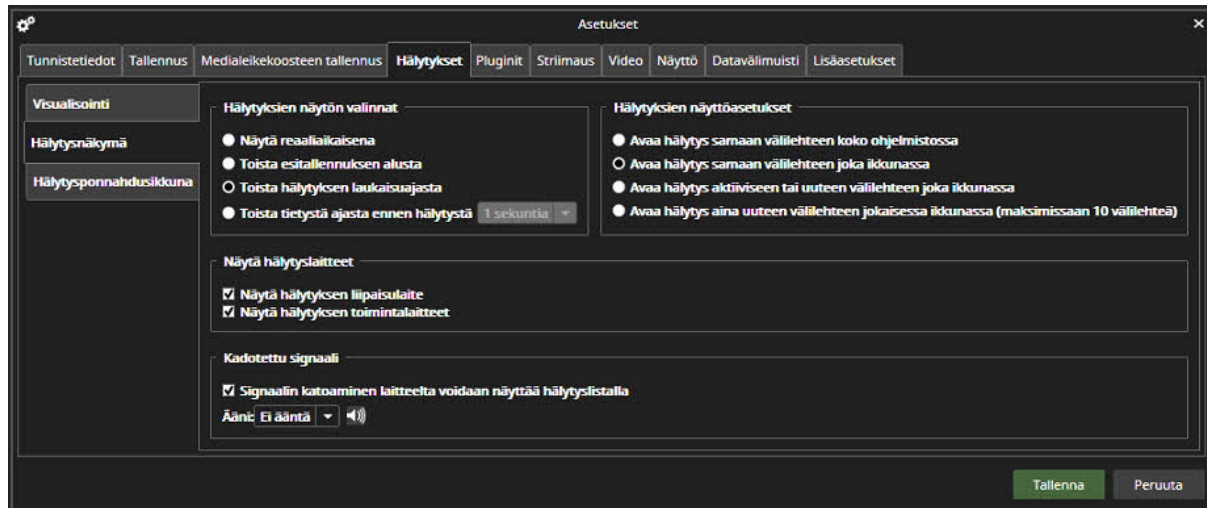 Asetukset
Tunnistetiedot Tallennus Medialeikekoosteen tallennus Hälytykset Pluginit Striimaus Video Näyttö Datavälimuisti Lisäasetukset
Visualisointi
Hälytysnäkymä
Hälytysponnahdusikkuna
Hälytyksien näytön valinnat
Näytä reaaliaikaisena
Toista esitallennuksen alusta
Toista hälytyksen laukaisuajasta
Toista tietystä ajasta ennen hälytystä 1 sekuntia
Hälytyksien näyttöasetukset
Avaa hälytys samaan välilehteen koko ohjelmistossa
Avaa hälytys samaan välilehteen joka ikkunassa
Avaa hälytys aktiiviseen tai uuteen välilehteen joka ikkunassa
Avaa hälytys aina uuteen välilehteen jokaisessa ikkunassa (maksimissaan 10 välilehteä)
Näytä hälytyslaitteet
Näytä hälytyksen liipaisulaite
Näytä hälytyksen toimintalaitteet
Kadotettu signaali
Signaalin katoaminen laitteelta voidaan näyttää hälytyslistalla
Ääni: Ei ääntä
Tallenna Peruuta